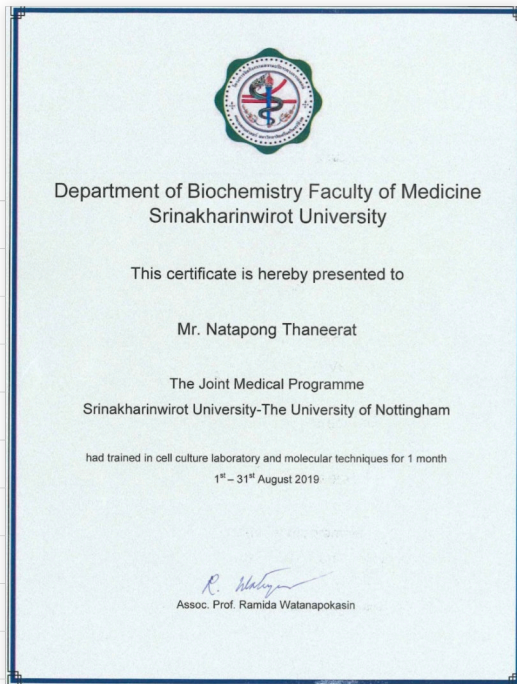 Department of Biochemistry Faculty of Medicine
Srinakharinwirot University
This certificate is hereby presented to
Mr. Natapong Thaneerat
The Joint Medical Programme
Srinakharinwirot University-The University of Nottingham
had trained in cell culture laboratory and molecular techniques for 1 month
1st – 31st August 2019
R. Watanap
Assoc. Prof. Ramida Watanapokasin